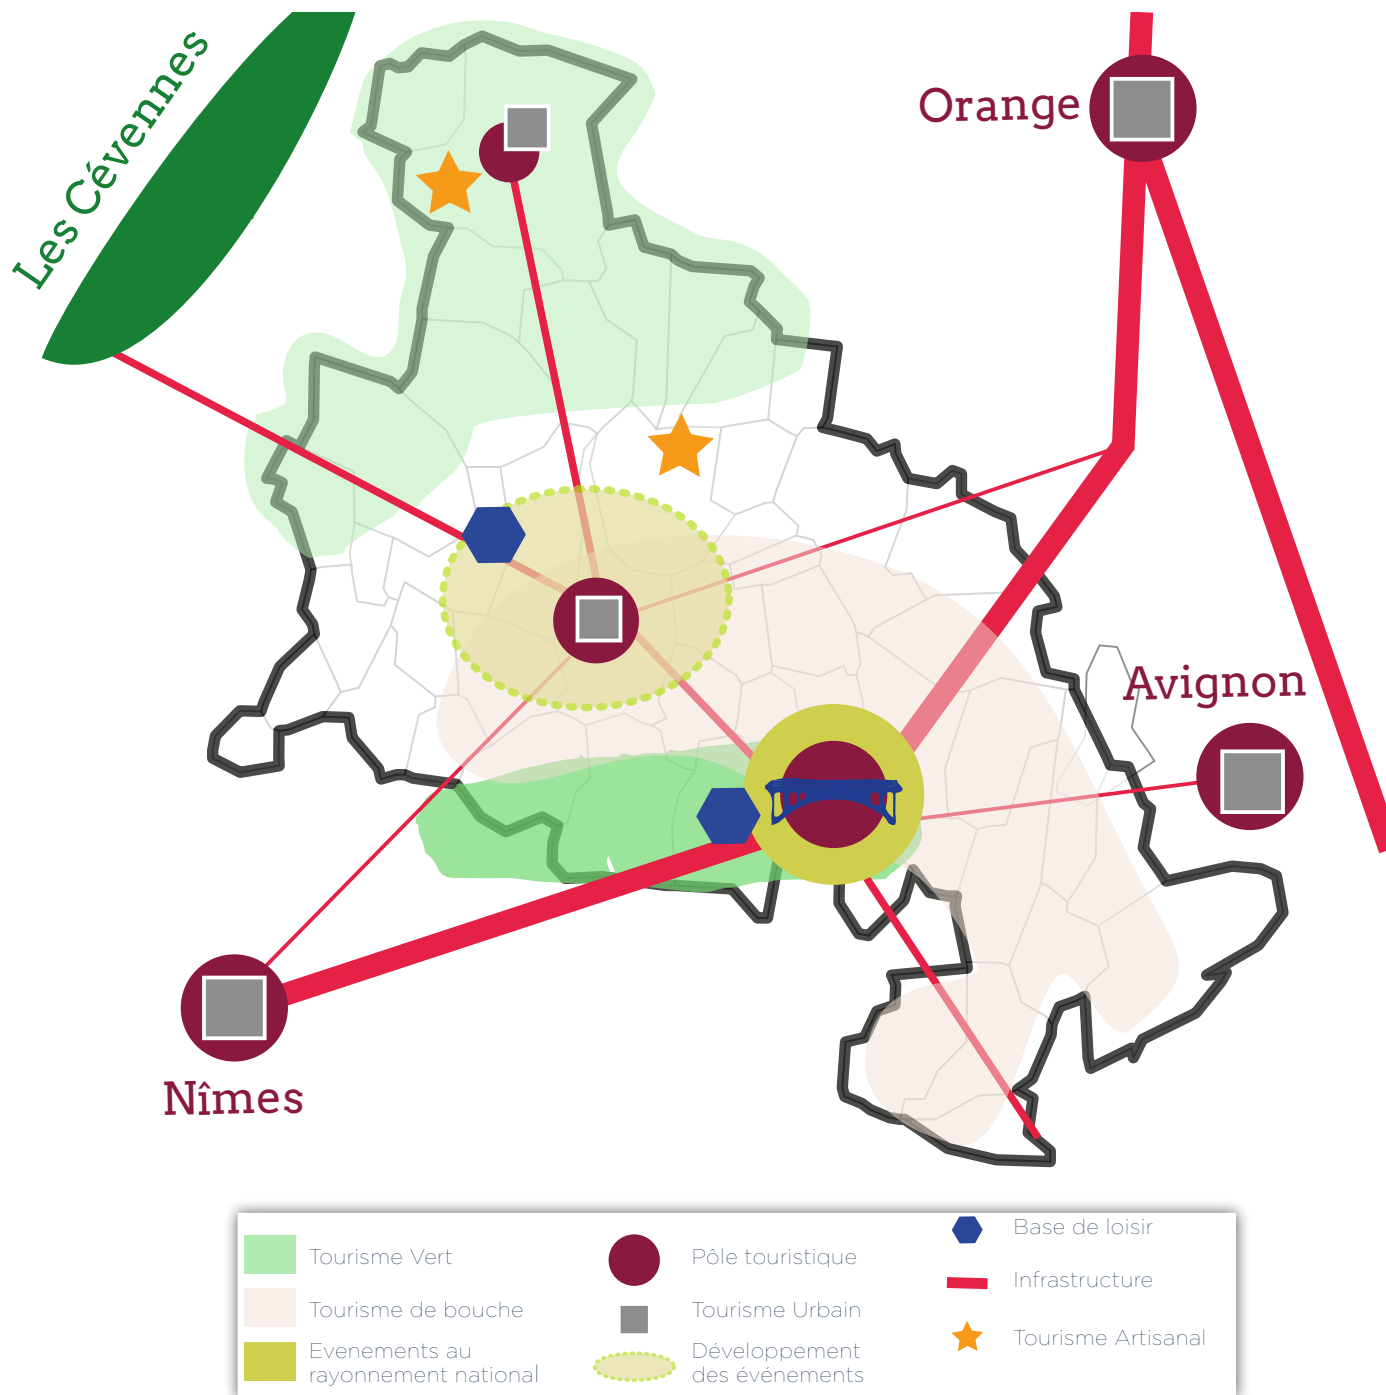 Les Cévennes
Orange
Avignon
Nîmes
Tourisme Vert
Tourisme de bouche
Evenements au
rayonnement national
Pôle touristique
Tourisme Urbain
Développement
des événements
Base de loisir
Infrastructure
Tourisme Artisanal